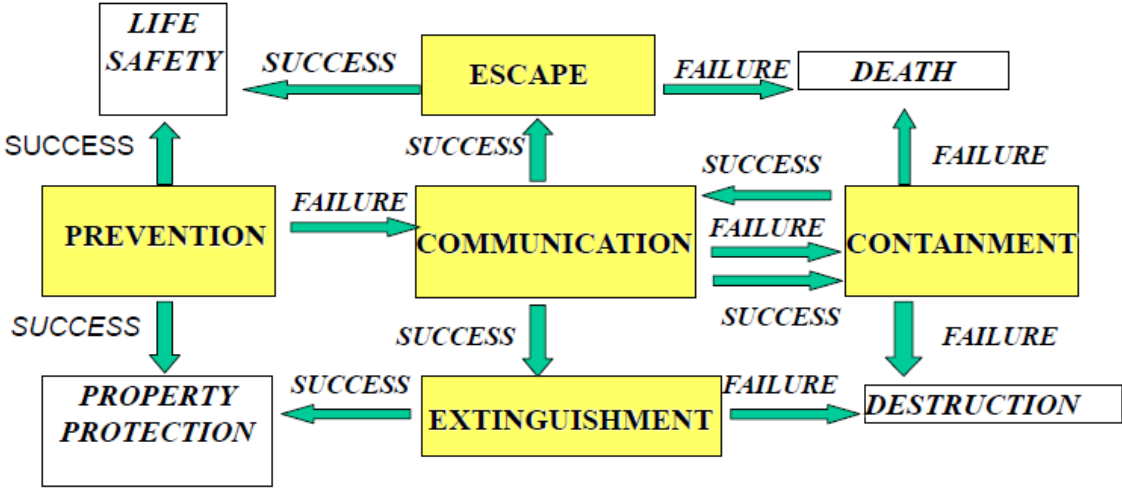 LIFE
SAFETY
SUCCESS
ESCAPE
FAILURE
DEATH
SUCCESS
SUCCESS
SUCCESS
FAILURE
PREVENTION
FAILURE
COMMUNICATION
FAILURE
CONTAINMENT
SUCCESS
SUCCESS
SUCCESS
FAILURE
PROPERTY
PROTECTION
SUCCESS
EXTINGUISHMENT
FAILURE
DESTRUCTION